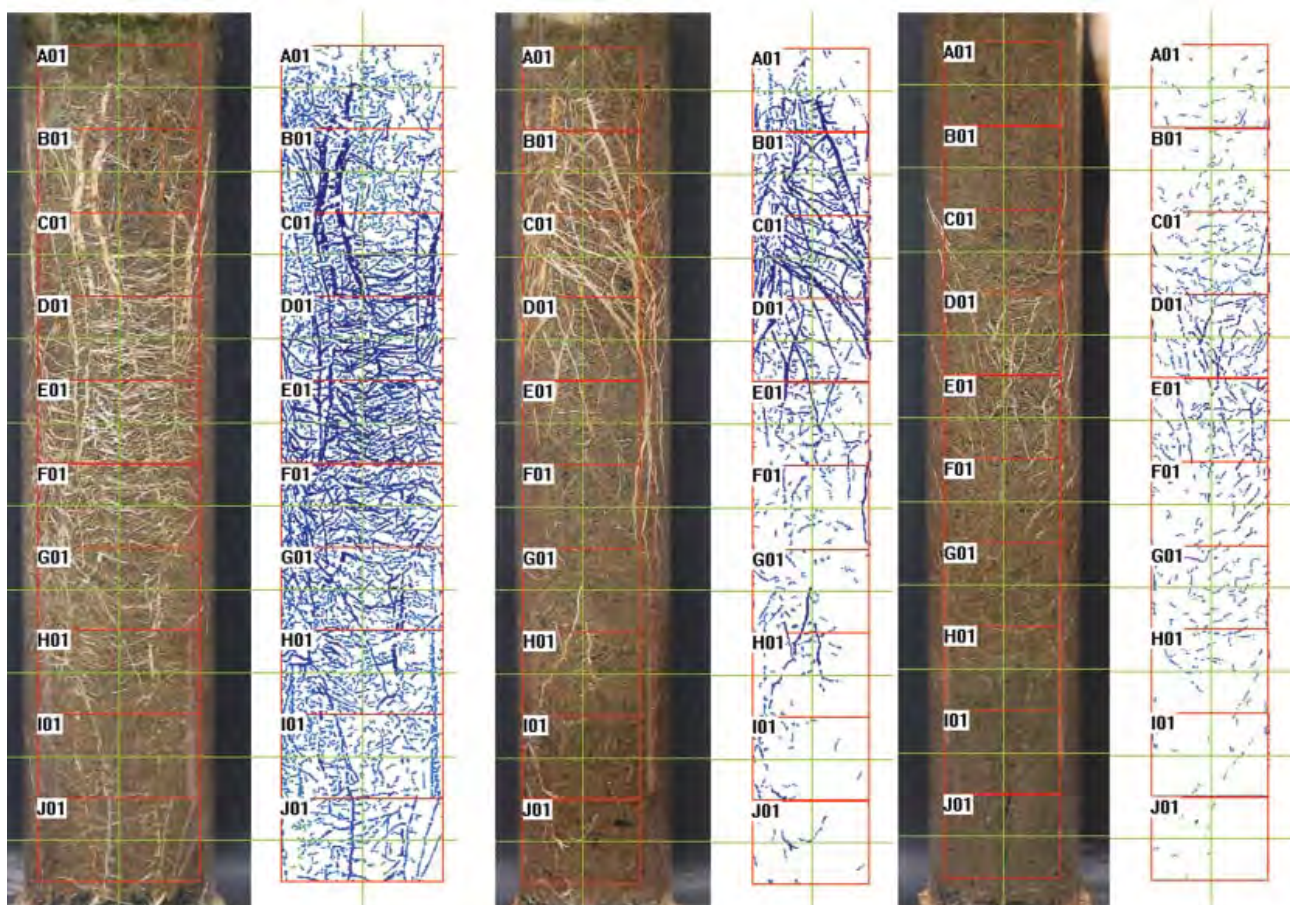 A01 A01 A01 A01 A01 A01
B01 B01 B01 B01 B01 B01
C01 C01 C01 C01 C01 C01
D01 D01 D01 D01 D01 D01
E01 E01 E01 E01 E01 E01
F01 F01 F01 F01 F01 F01
G01 G01 G01 G01 G01 G01
H01 H01 H01 H01 H01 H01
I01 I01 I01 I01 I01 I01
J01 J01 J01 J01 J01 J01